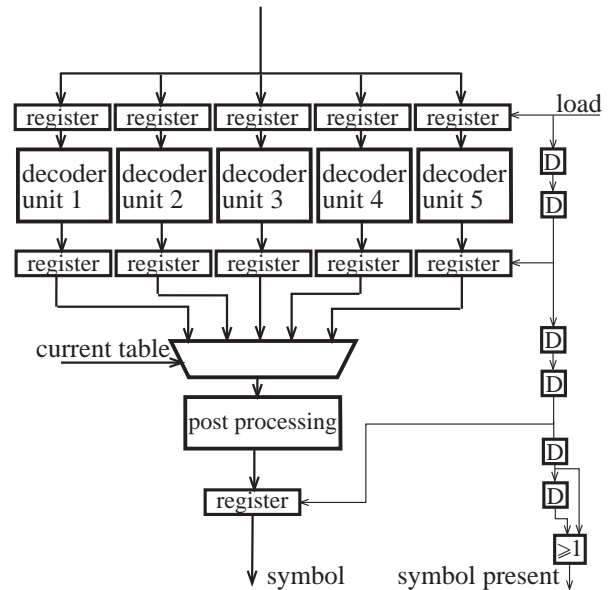 load
register register register register register
D
decoder unit 1
decoder unit 2
decoder unit 3
decoder unit 4
decoder unit 5
D
register register register register register
D
current table
D
post processing
D
register
D
≥1
symbol
symbol present